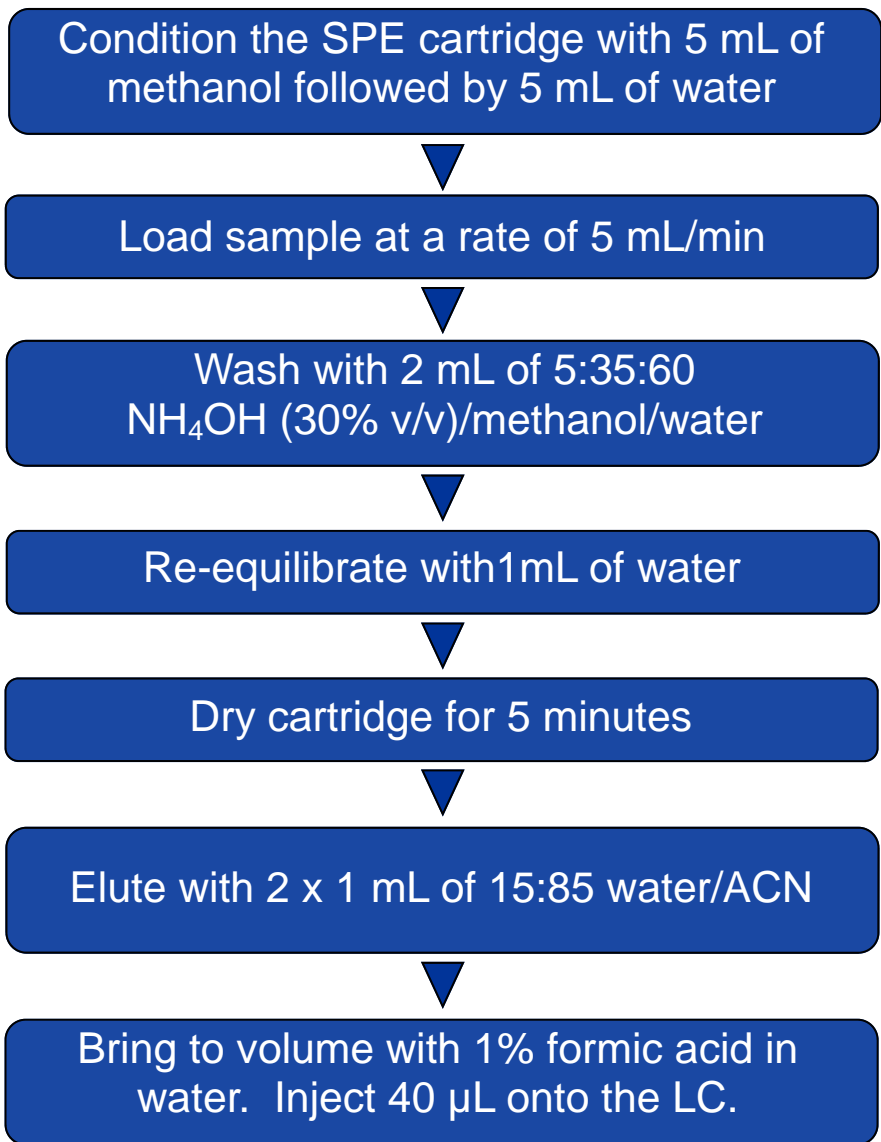 Condition the SPE cartridge with 5 mL of
methanol followed by 5 mL of water
Load sample at a rate of 5 mL/min
Wash with 2 mL of 5:35:60
NH₄OH (30% v/v)/methanol/water
Re-equilibrate with1mL of water
Dry cartridge for 5 minutes
Elute with 2 x 1 mL of 15:85 water/ACN
Bring to volume with 1% formic acid in
water.  Inject 40 µL onto the LC.